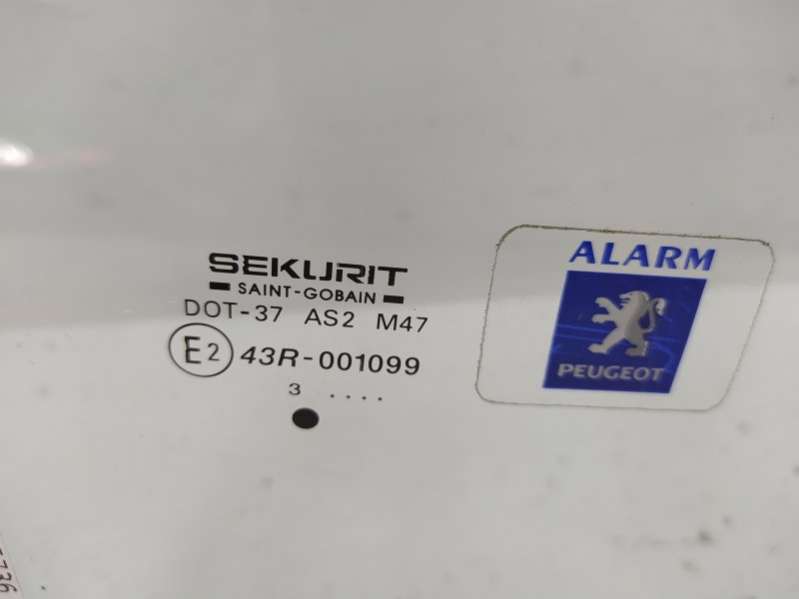 SEKURIT
SAINT-GOBAIN
DOT-37 AS2 M47
E2 43R-001099
3 ....
ALARM
PEUGEOT